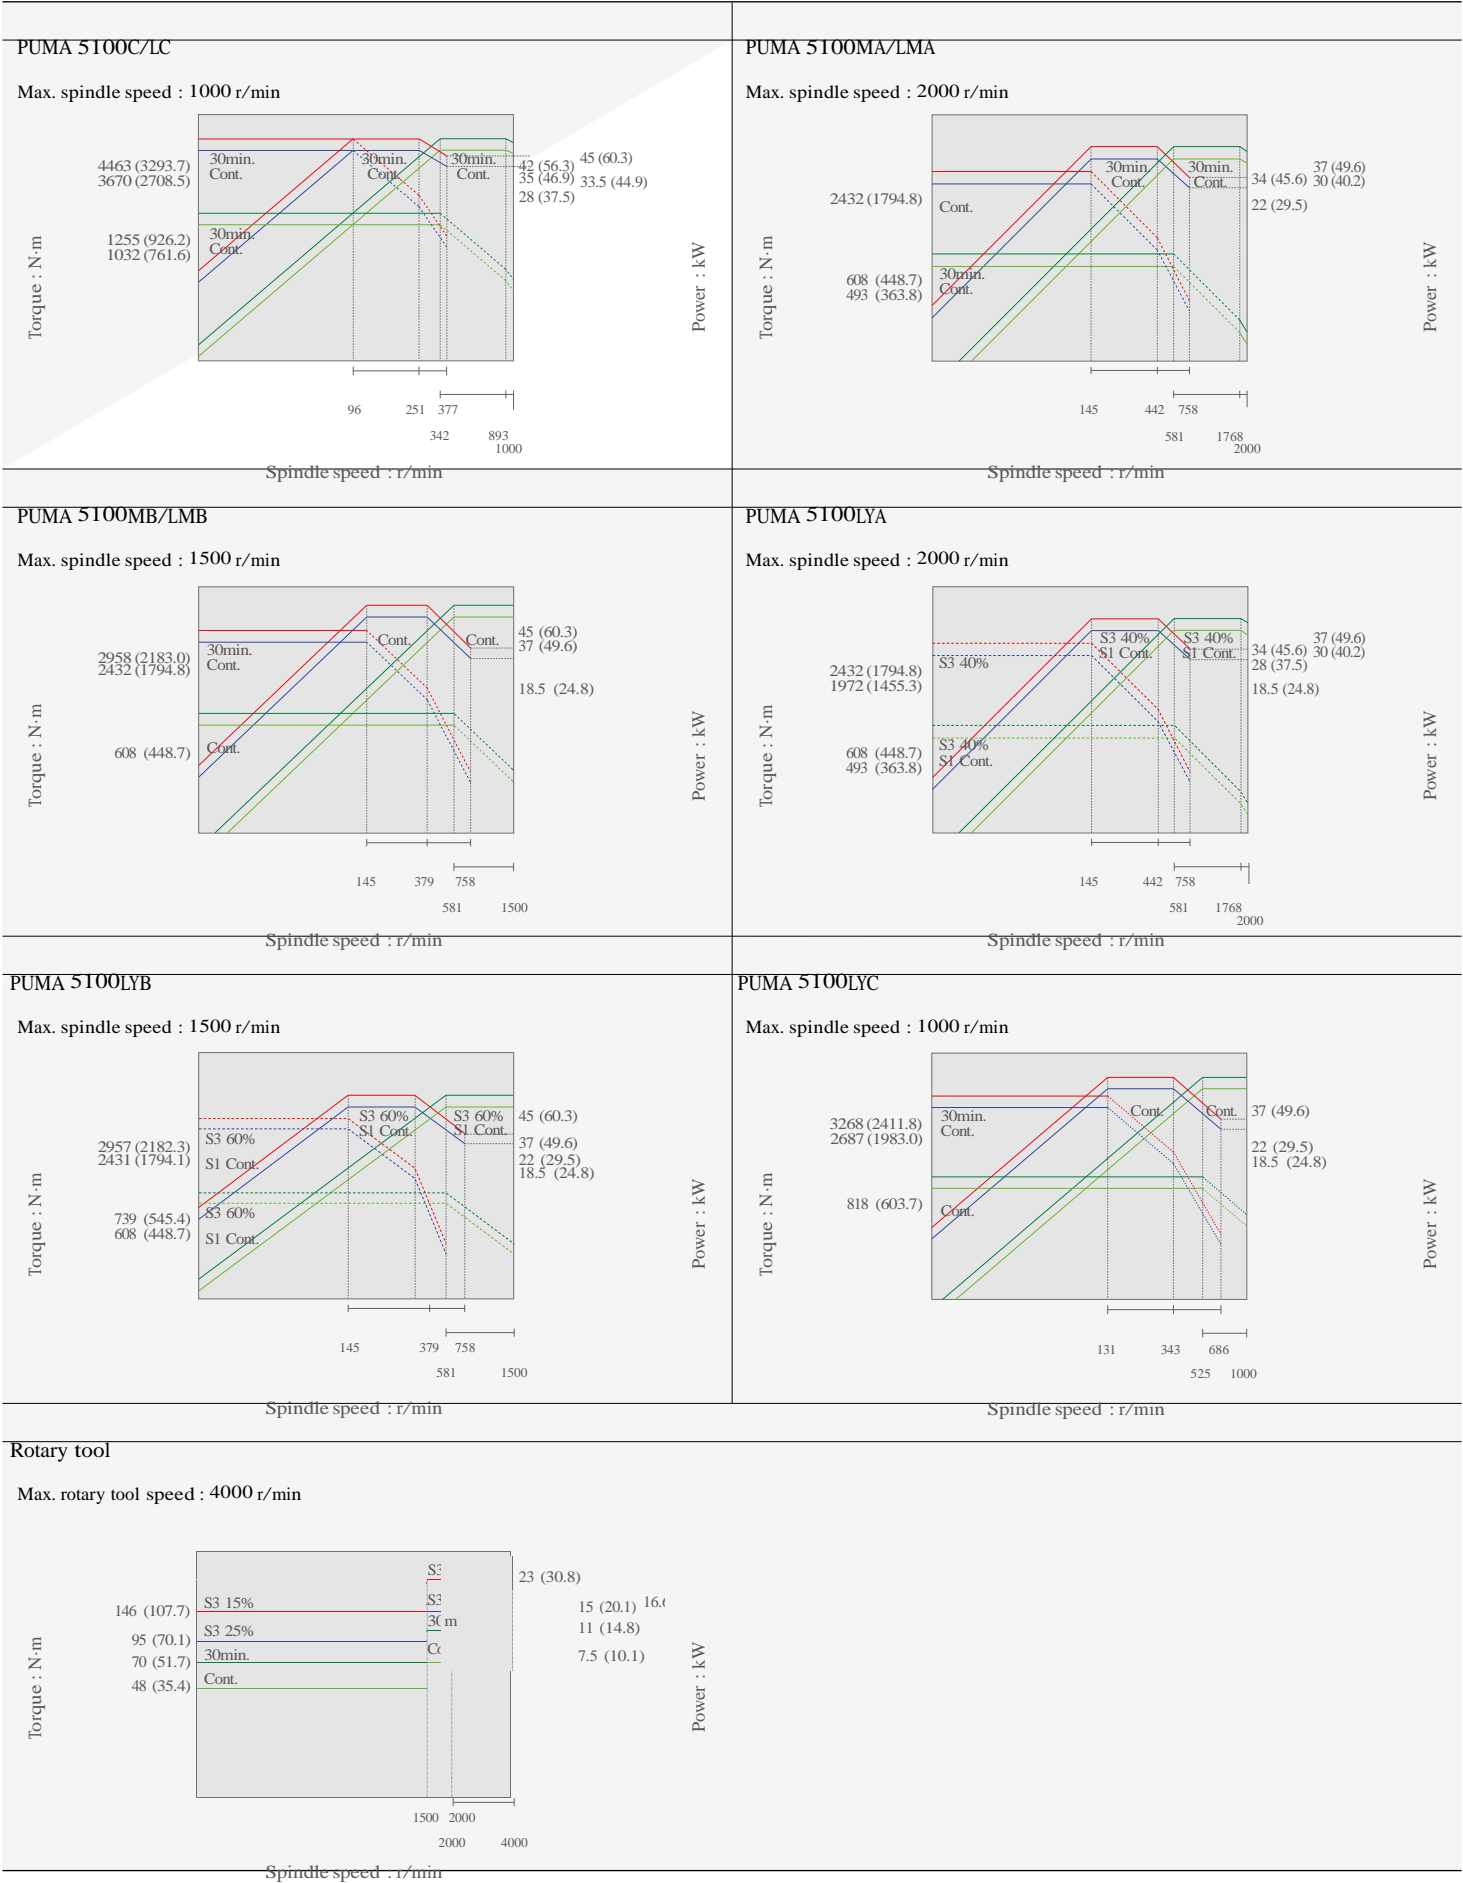 PUMA 5100C/LC
Max. spindle speed : 1000 r/min
4463 (3293.7)
3670 (2708.5)
1255 (926.2)
1032 (761.6)
Torque : N·m
30min.
Cont.
30min.
Cont.
30min.
Cont.
30min.
Cont.
45 (60.3)
42 (56.3)
35 (46.9)
33.5 (44.9)
28 (37.5)
Power : kW
96
251
377
342
893
1000
Spindle speed : r/min
PUMA 5100MA/LMA
Max. spindle speed : 2000 r/min
2432 (1794.8)
608 (448.7)
493 (363.8)
Torque : N·m
Cont.
30min.
Cont.
30min.
Cont.
30min.
Cont.
37 (49.6)
34 (45.6)
30 (40.2)
22 (29.5)
Power : kW
145
442
758
581
1768
2000
Spindle speed : r/min
PUMA 5100MB/LMB
Max. spindle speed : 1500 r/min
2958 (2183.0)
2432 (1794.8)
608 (448.7)
Torque : N·m
30min.
Cont.
Cont.
Cont.
Cont.
45 (60.3)
37 (49.6)
18.5 (24.8)
Power : kW
145
379
758
581
1500
Spindle speed : r/min
PUMA 5100LYA
Max. spindle speed : 2000 r/min
2432 (1794.8)
1972 (1455.3)
608 (448.7)
493 (363.8)
Torque : N·m
S3 40%
S3 40%
S1 Cont.
S3 40%
S1 Cont.
S3 40%
S1 Cont.
37 (49.6)
34 (45.6)
30 (40.2)
28 (37.5)
18.5 (24.8)
Power : kW
145
442
758
581
1768
2000
Spindle speed : r/min
PUMA 5100LYB
Max. spindle speed : 1500 r/min
2957 (2182.3)
2431 (1794.1)
739 (545.4)
608 (448.7)
Torque : N·m
S3 60%
S1 Cont.
S3 60%
S1 Cont.
S3 60%
S1 Cont.
S3 60%
S1 Cont.
45 (60.3)
37 (49.6)
22 (29.5)
18.5 (24.8)
Power : kW
145
379
758
581
1500
Spindle speed : r/min
PUMA 5100LYC
Max. spindle speed : 1000 r/min
3268 (2411.8)
2687 (1983.0)
818 (603.7)
Torque : N·m
30min.
Cont.
Cont.
Cont.
Cont.
37 (49.6)
22 (29.5)
18.5 (24.8)
Power : kW
131
343
686
525
1000
Spindle speed : r/min
Rotary tool
Max. rotary tool speed : 4000 r/min
146 (107.7)
95 (70.1)
70 (51.7)
48 (35.4)
Torque : N·m
S3 15%
S3 25%
30min.
Cont.
23 (30.8)
15 (20.1)
11 (14.8)
7.5 (10.1)
Power : kW
1500
2000
2000
4000
Spindle speed : r/min